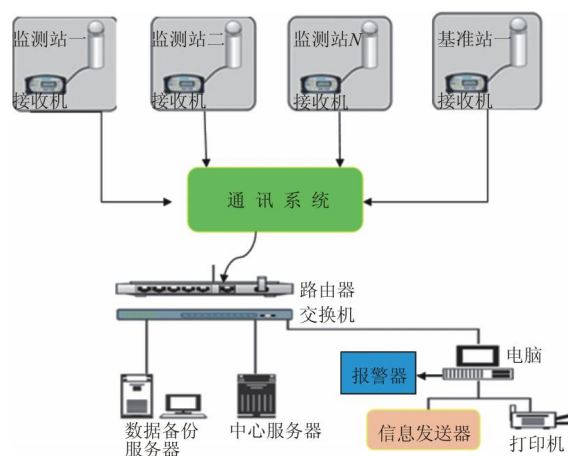 监测站一
监测站二
监测站N
基准站一
接收机
接收机
接收机
接收机
通讯系统
路由器
交换机
电脑
报警器
数据备份
服务器
中心服务器
信息发送器
打印机